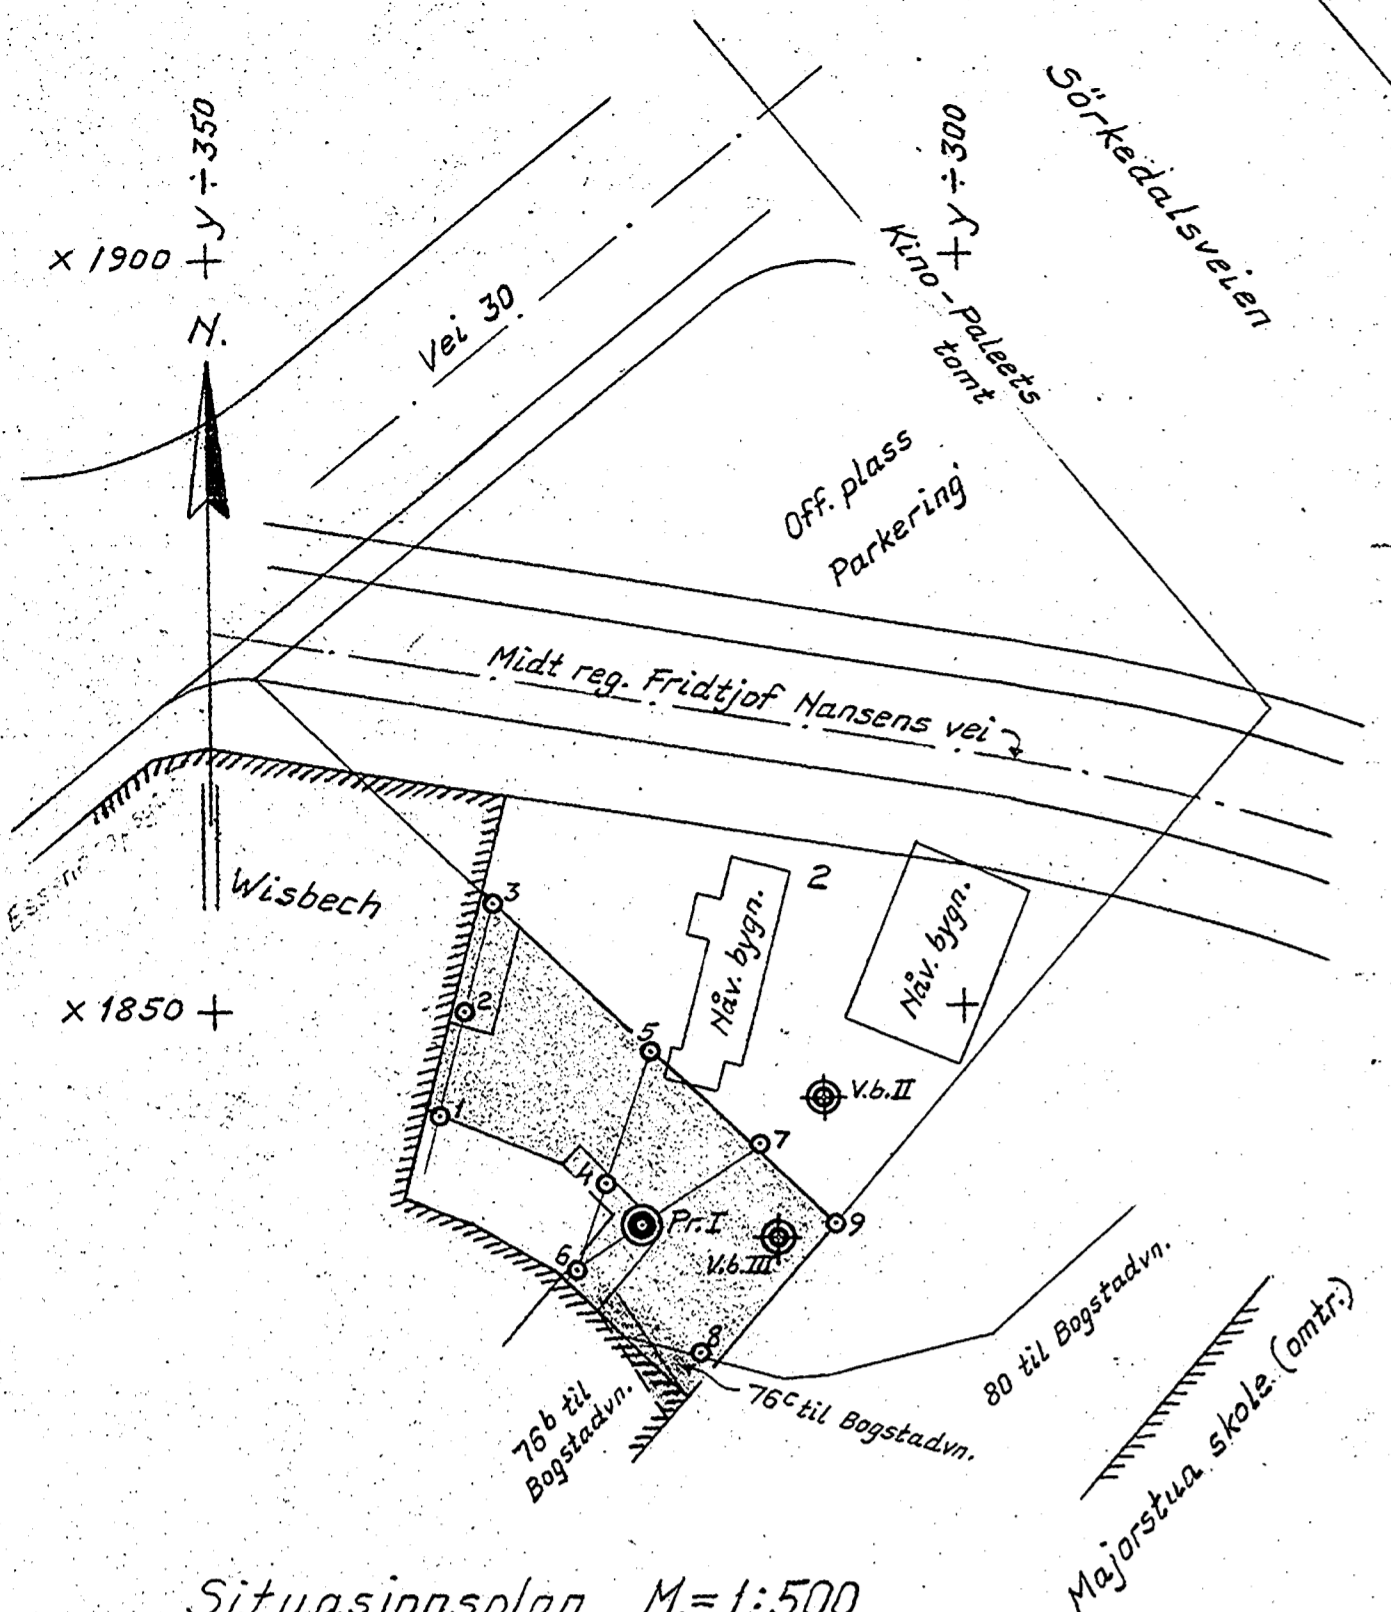 y ÷ 350
y ÷ 300
Sörkedalsveien
x 1900
N.
Vei 30
Kino-Paleets
tomt
Off. plass
Parkering
Midt reg. Fridtjof Nansens vei
Wisbech
3
Nåv. bygn.
2
Nåv. bygn.
x 1850
2
5
1
V.b.II
7
4
Pr.I
9
6
V.b.III
8
80 til Bogstadvn.
76b til
Bogstadvn.
76c til Bogstadvn.
Majorstua skole (omtr.)
Situasjonsplan M=1:500